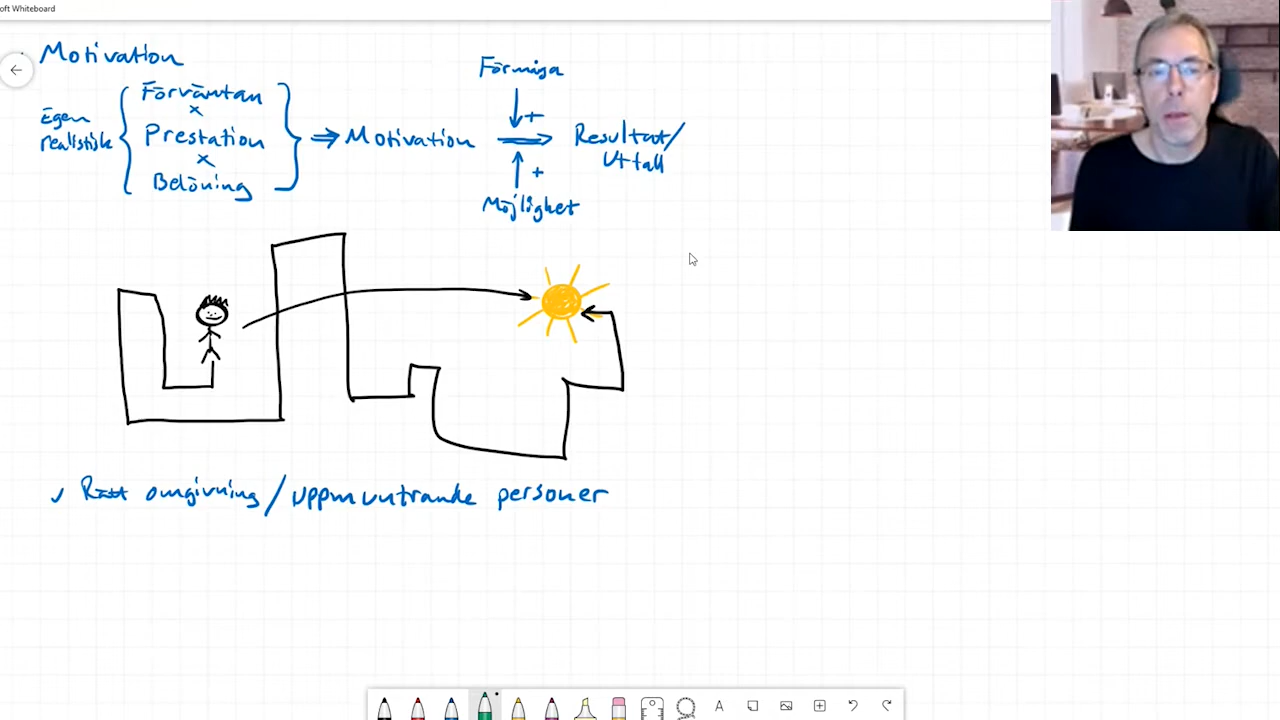 oft Whiteboard
Motivation
Förmåga
Egen
realistisk
Förväntan
x
Prestation
x
Belöning
⇒ Motivation
+
+
Möjlighet
Resultat/
Utfall
✓ Rätt omgivning/uppmuntrande personer
A